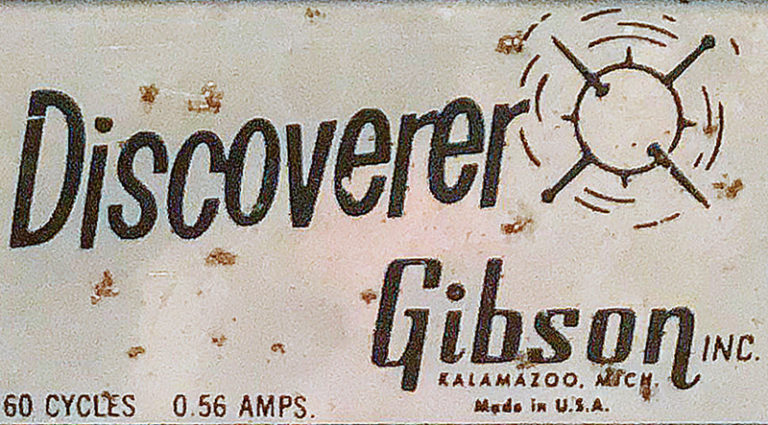 Discoverer
Gibson INC.
KALAMAZOO, MICH.
60 CYCLES 0.56 AMPS.
Made in U.S.A.